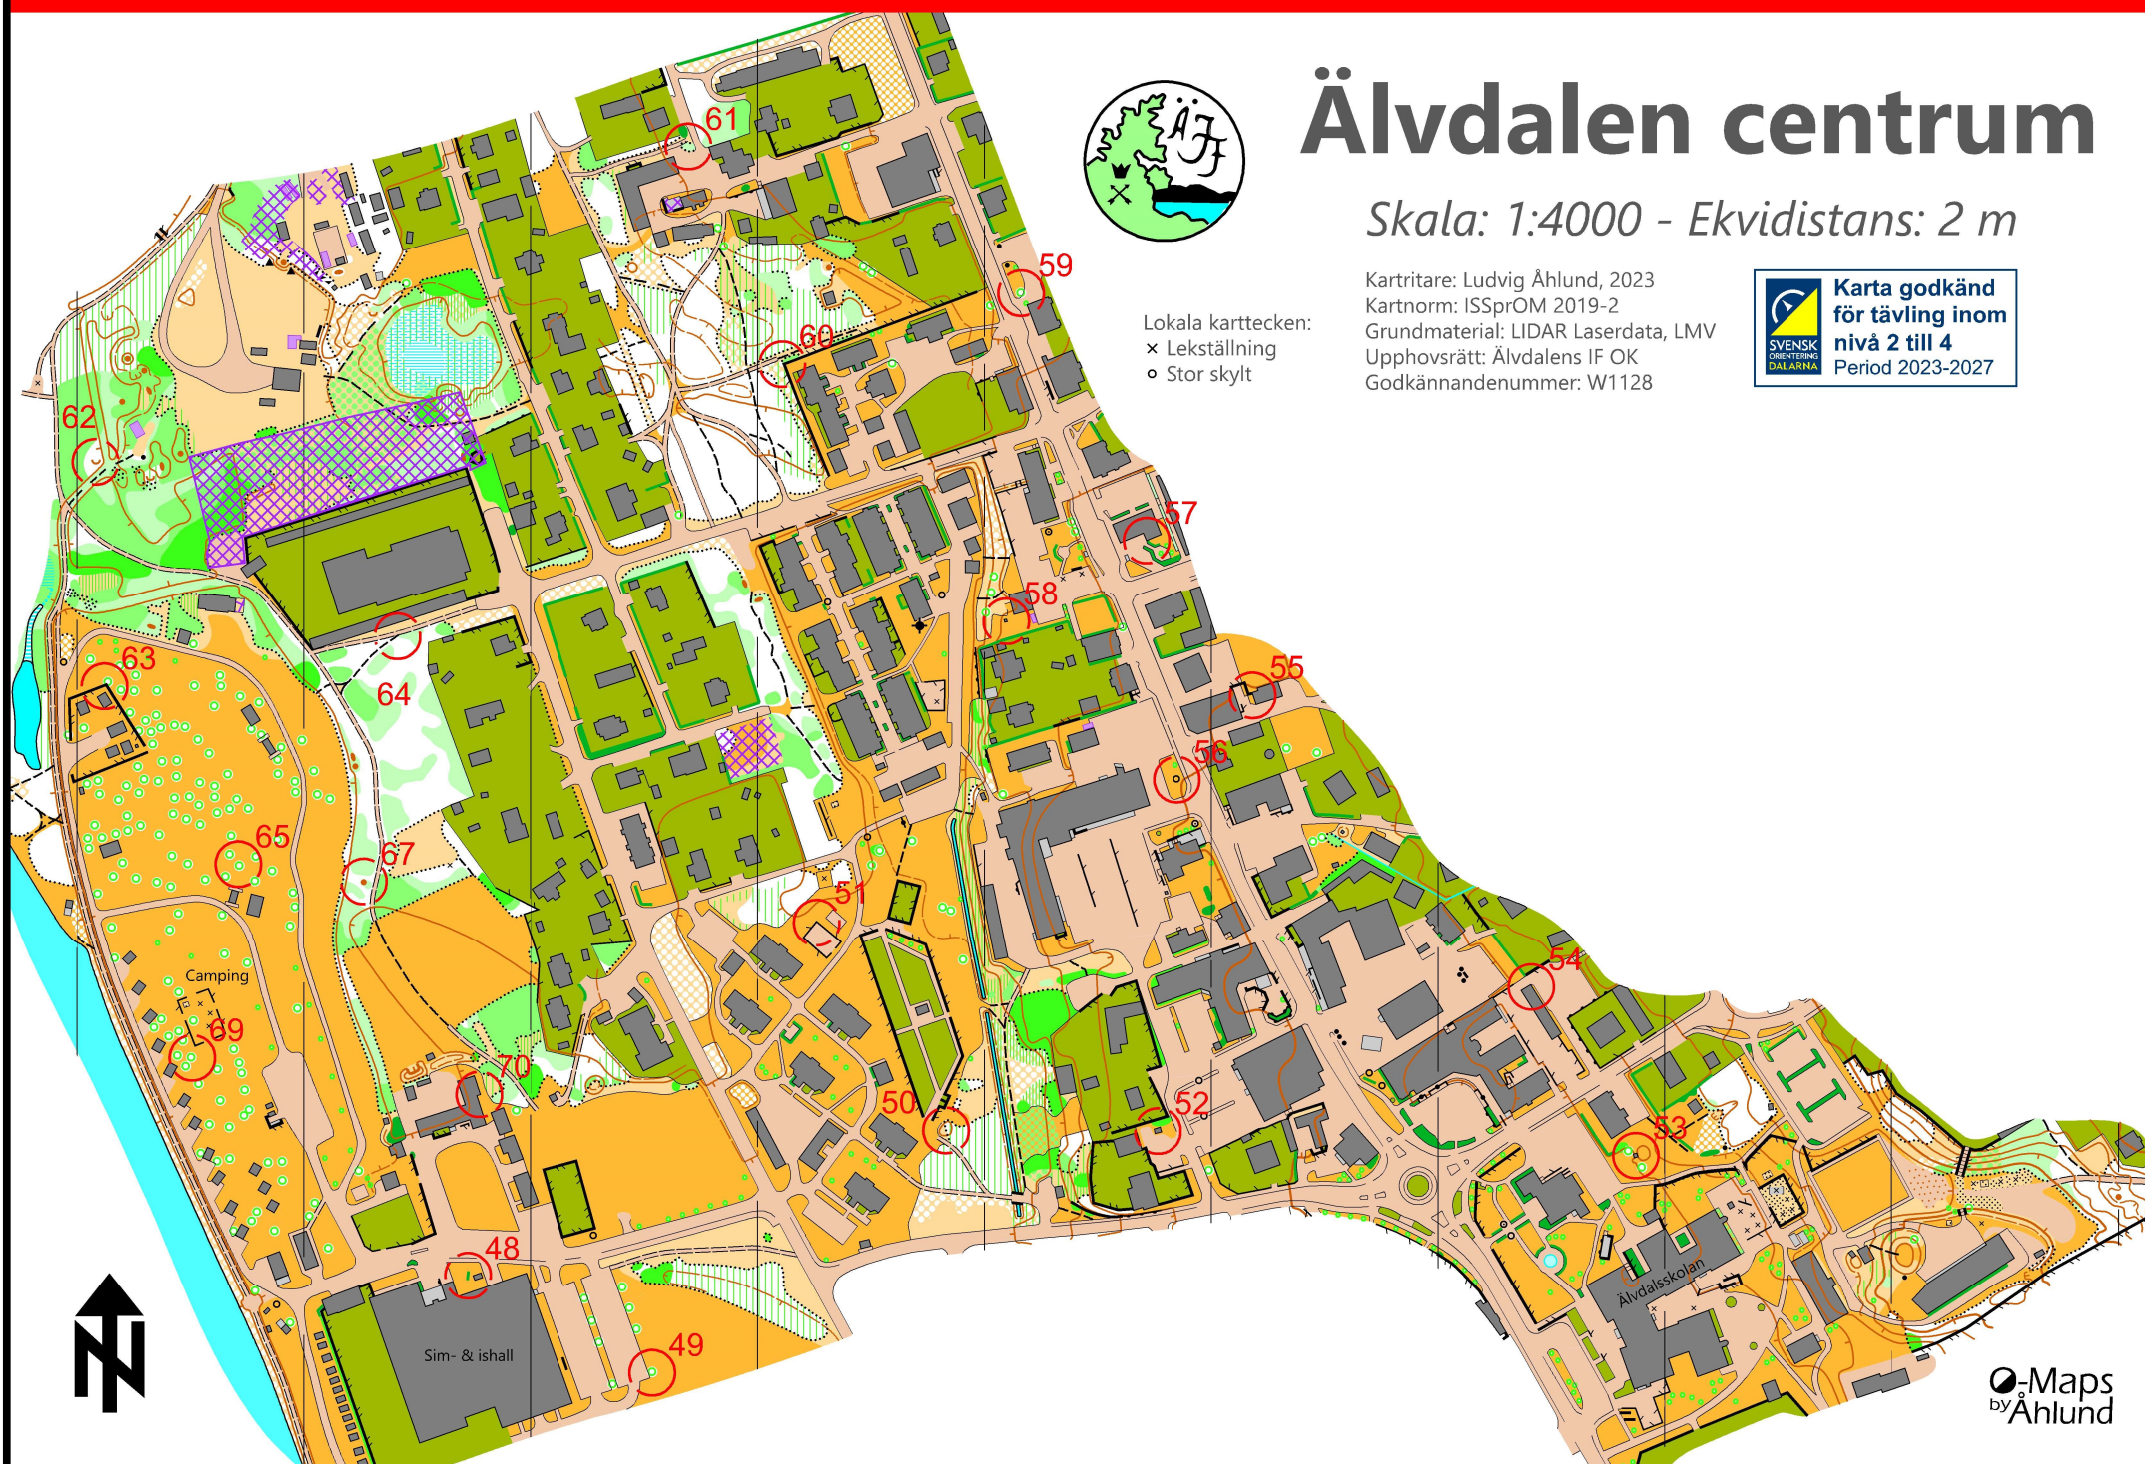 Älvdalen centrum
Skala: 1:4000 - Ekvidistans: 2 m
Kartritare: Ludvig Åhlund, 2023
Kartnorm: ISSprOM 2019-2
Grundmaterial: LIDAR Laserdata, LMV
Upphovsrätt: Älvdalens IF OK
Godkännandenummer: W1128
SVENSK
ORIENTERING
DALARNA
Karta godkänd
för tävling inom
nivå 2 till 4
Period 2023-2027
Lokala karttecken:
× Lekställning
o Stor skylt
ÄIF
61
59
60
62
57
58
63
55
64
56
65
67
51
54
Camping
69
70
50
52
53
48
Älvdalsskolan
49
Sim- & ishall
N
O-Maps
by Åhlund